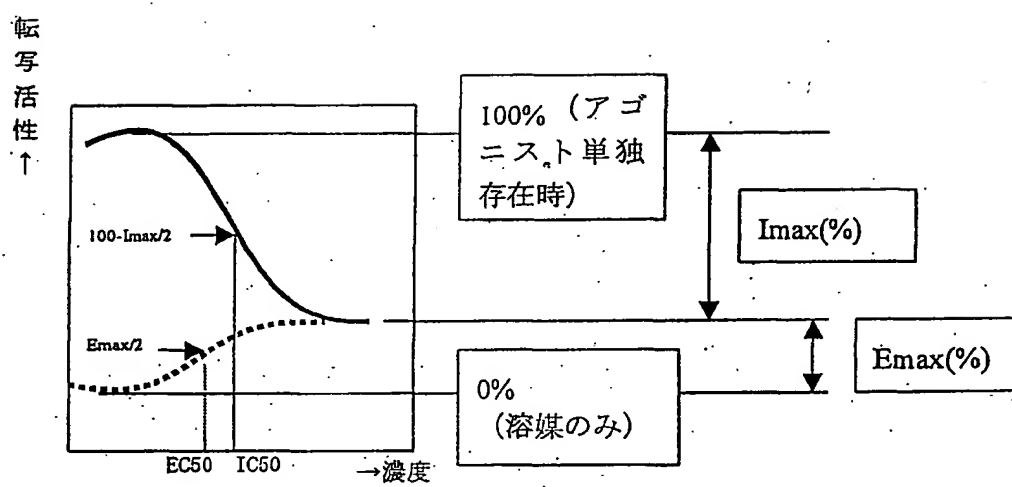 転写活性↑
100% (アゴ
ニスト単独
存在時)
Imax(%)
100-Imax/2
Emax/2
Emax(%)
0%
(溶媒のみ)
EC50 IC50
→濃度